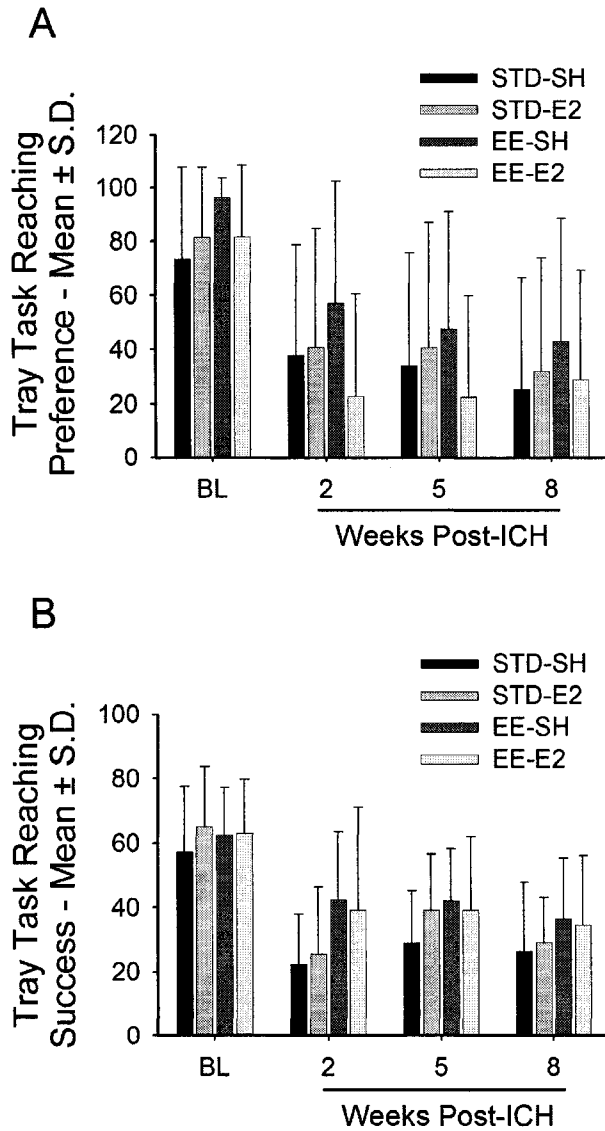 A
STD-SH
STD-E2
EE-SH
EE-E2
Tray Task Reaching
Preference - Mean ± S.D.
120
100
80
60
40
20
0
BL
2
5
8
Weeks Post-ICH
B
STD-SH
STD-E2
EE-SH
EE-E2
Tray Task Reaching
Success - Mean ± S.D.
100
80
60
40
20
0
BL
2
5
8
Weeks Post-ICH